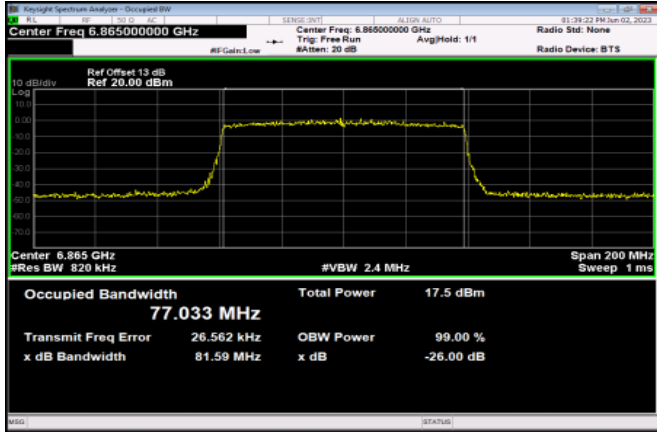 Keysight Spectrum Analyzer - Occupied BW
RL RF 50 Ω AC SENSE:INT ALIGN AUTO 01:39:22 PM Jun 02, 2023
Center Freq 6.865000000 GHz Center Freq: 6.865000000 GHz Radio Std: None
Trig: Free Run Avg|Hold: 1/1
#IFGain:Low #Atten: 20 dB Radio Device: BTS
Ref Offset 13 dB
10 dB/div Ref 20.00 dBm
Log
10.0
0.00
-10.0
-20.0
-30.0
-40.0
-50.0
-60.0
-70.0
Center 6.865 GHz Span 200 MHz
#Res BW 820 kHz #VBW 2.4 MHz Sweep 1 ms
Occupied Bandwidth Total Power 17.5 dBm
77.033 MHz
Transmit Freq Error 26.562 kHz OBW Power 99.00 %
x dB Bandwidth 81.59 MHz x dB -26.00 dB
MSG STATUS